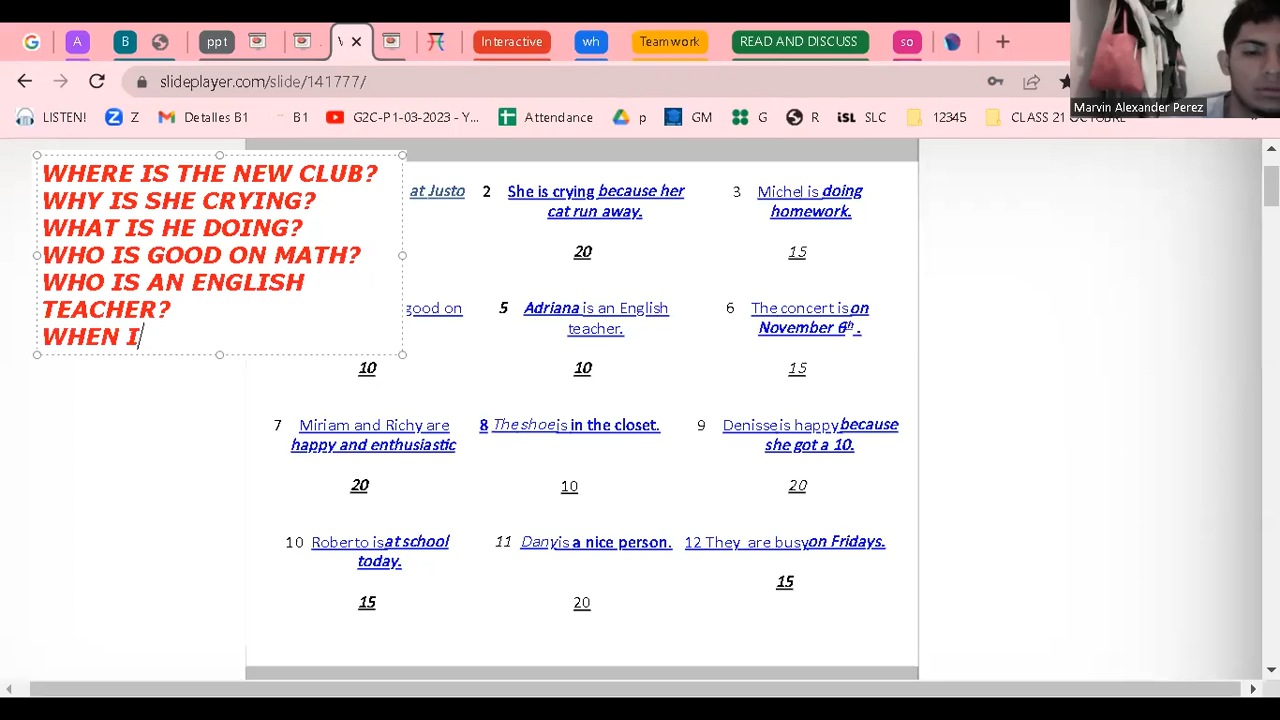 A
B
ppt
Interactive
wh
Teamwork
READ AND DISCUSS
so
slideplayer.com/slide/141777/
Marvin Alexander Perez
LISTEN!
Z
Detalles B1
B1
G2C-P1-03-2023 - Y...
Attendance
p
GM
G
R
iSL SLC
12345
CLASS 21 OCTUBR
WHERE IS THE NEW CLUB?
WHY IS SHE CRYING?
WHAT IS HE DOING?
WHO IS GOOD ON MATH?
WHO IS AN ENGLISH
TEACHER?
WHEN I
at Justo
2 She is crying because her
cat run away.
20
3 Michel is doing
homework.
15
good on
10
5 Adriana is an English
teacher.
10
6 The concert is on
November 6th .
15
7 Miriam and Richy are
happy and enthusiastic
20
8 The shoe is in the closet.
10
9 Denisse is happy because
she got a 10.
20
10 Roberto is at school
today.
15
11 Dany is a nice person.
20
12 They are busy on Fridays.
15